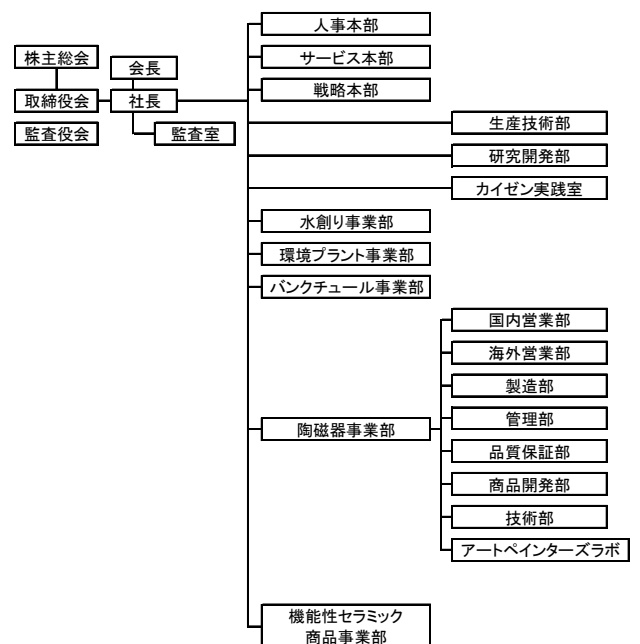 人事本部
株主総会
サービス本部
会長
戦略本部
取締役会
社長
監査役会
監査室
生産技術部
研究開発部
カイゼン実践室
水創り事業部
環境プラント事業部
バンクチュール事業部
国内営業部
海外営業部
製造部
陶磁器事業部
管理部
品質保証部
商品開発部
技術部
アートペインターズラボ
機能性セラミック
商品事業部